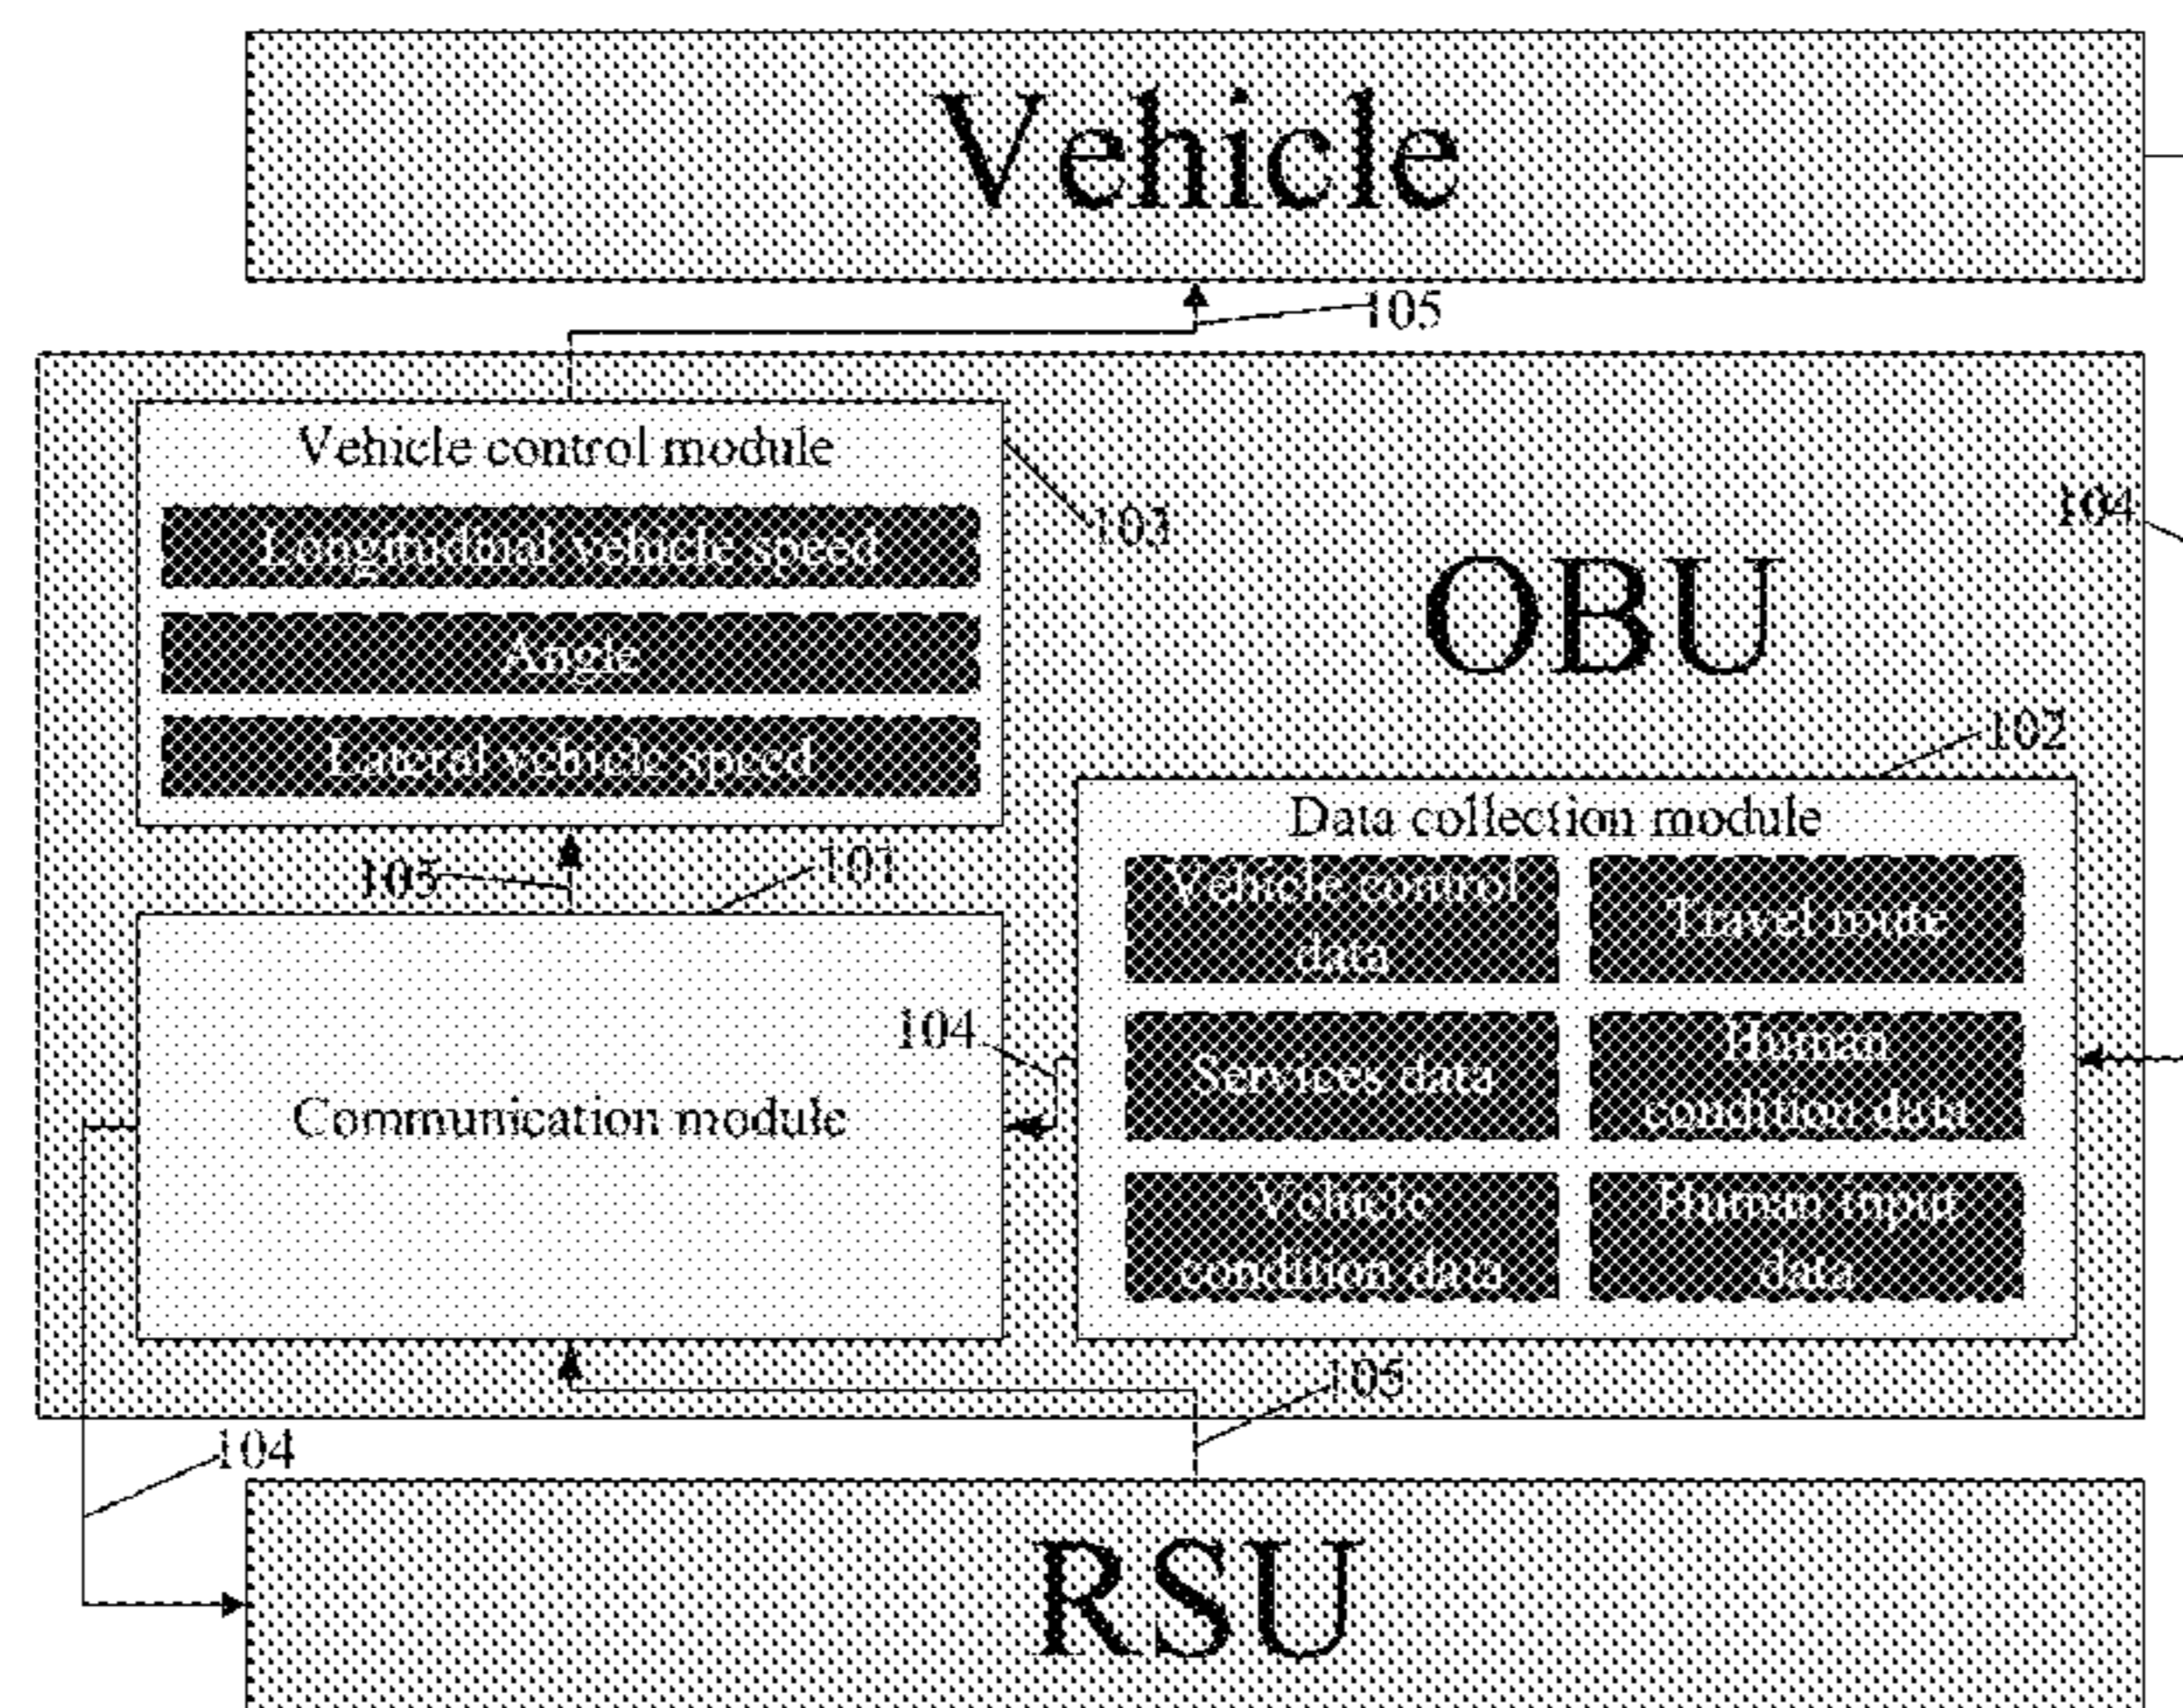 Vehicle
105
Vehicle control module
103
Longitudinal vehicle speed
104
Angle
OBU
Lateral vehicle speed
102
Data collection module
105
101
Vehicle control
data
Travel route
104
Services data
Human
condition data
Communication module
Vehicle
condition data
Human input
data
105
104
RSU